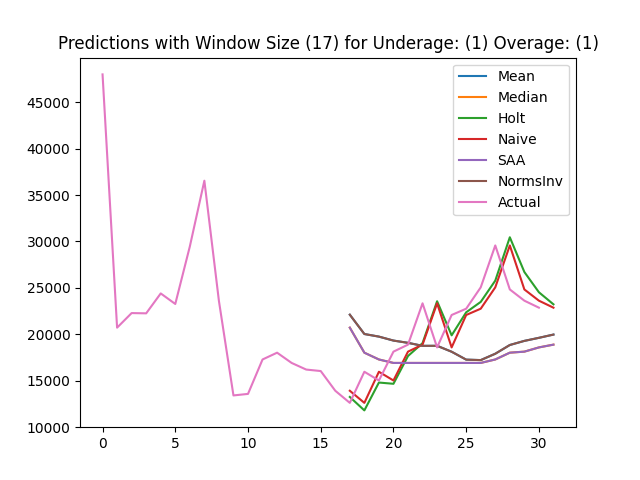 Predictions with Window Size (17) for Underage: (1) Overage: (1)
Mean
Median
Holt
Naive
SAA
NormsInv
Actual
45000
40000
35000
30000
25000
20000
15000
10000
0 5 10 15 20 25 30